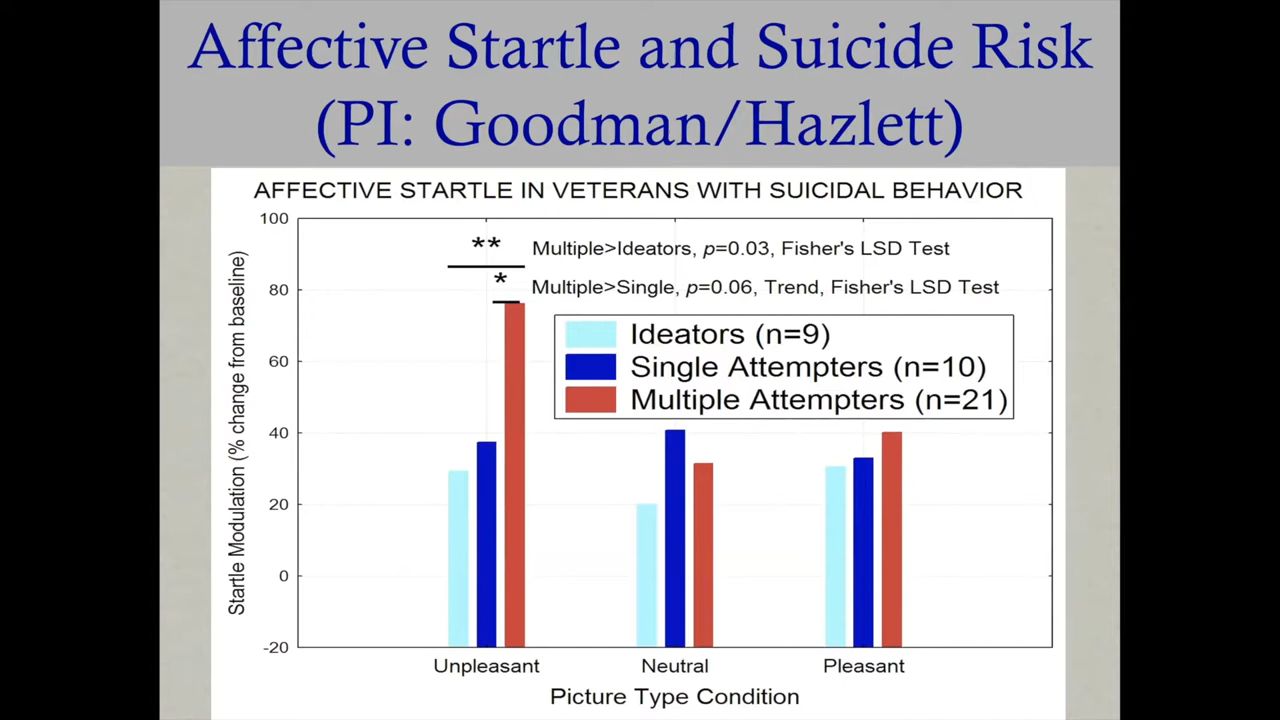 Affective Startle and Suicide Risk
(PI: Goodman/Hazlett)
AFFECTIVE STARTLE IN VETERANS WITH SUICIDAL BEHAVIOR
Startle Modulation (% change from baseline)
100
80
60
40
20
0
-20
** Multiple>Ideators, p=0.03, Fisher's LSD Test
* Multiple>Single, p=0.06, Trend, Fisher's LSD Test
Ideators (n=9)
Single Attempters (n=10)
Multiple Attempters (n=21)
Unpleasant Neutral Pleasant
Picture Type Condition